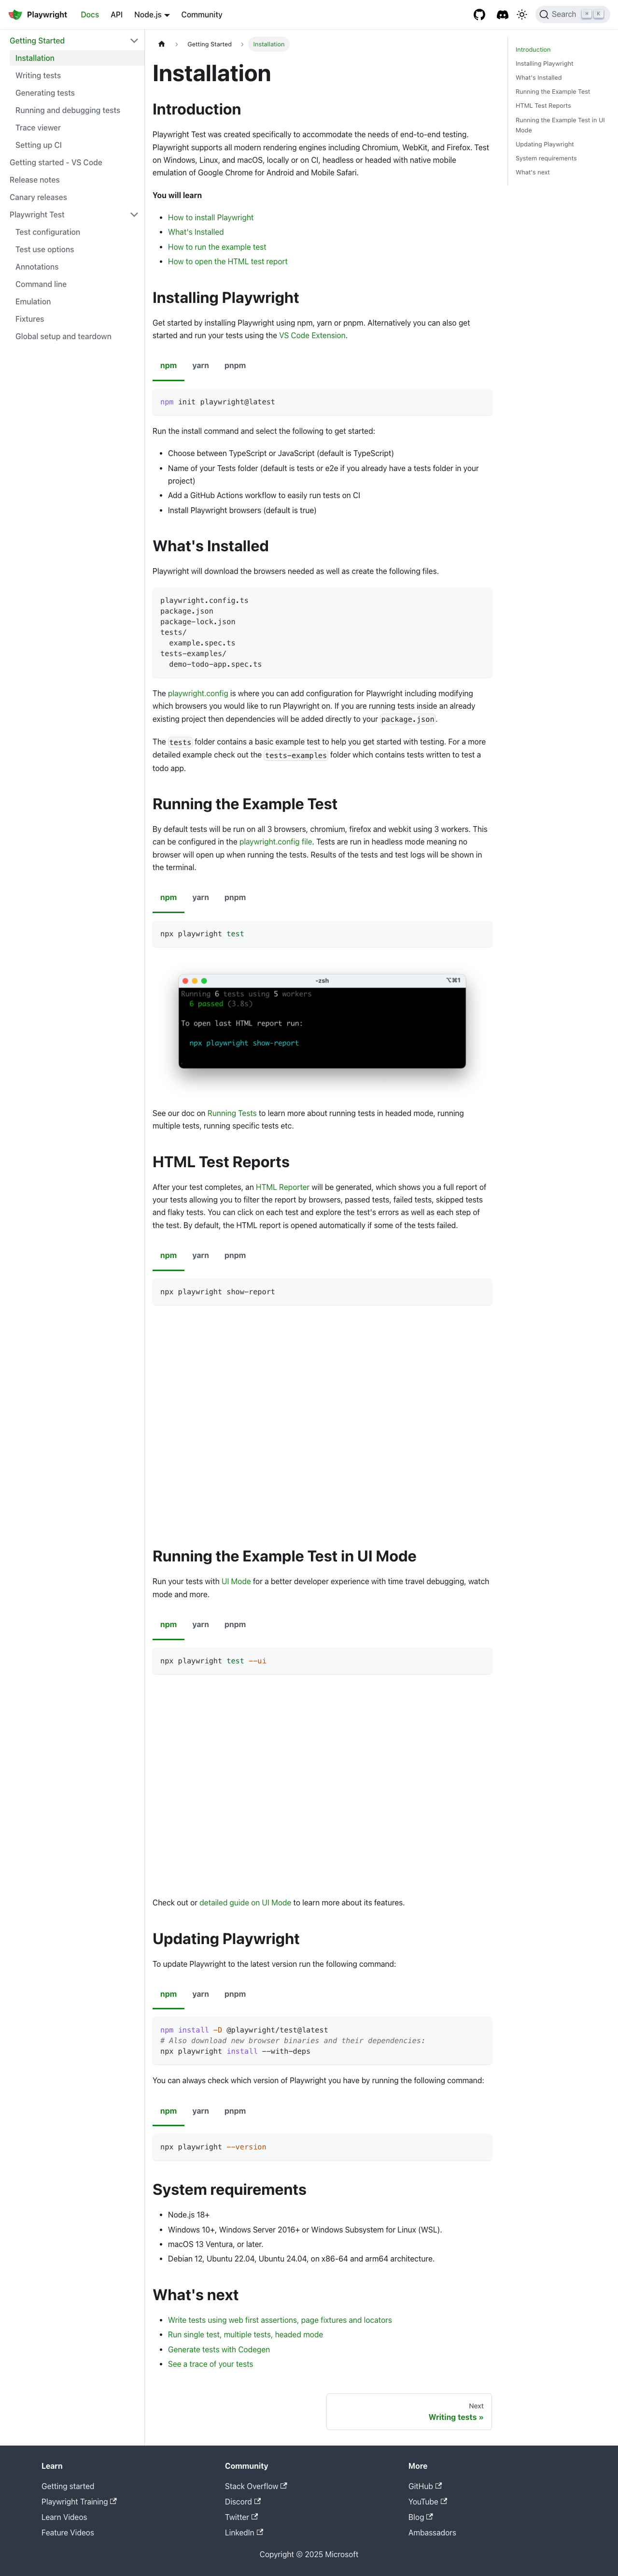 Playwright Docs API Node.js Community Search K
Getting Started
Installation
Writing tests
Generating tests
Running and debugging tests
Trace viewer
Setting up CI
Getting started - VS Code
Release notes
Canary releases
Playwright Test
Test configuration
Test use options
Annotations
Command line
Emulation
Fixtures
Global setup and teardown
Getting Started Installation
Installation
Introduction
Playwright Test was created specifically to accommodate the needs of end-to-end testing.
Playwright supports all modern rendering engines including Chromium, WebKit, and Firefox. Test
on Windows, Linux, and macOS, locally or on CI, headless or headed with native mobile
emulation of Google Chrome for Android and Mobile Safari.
You will learn
How to install Playwright
What's Installed
How to run the example test
How to open the HTML test report
Installing Playwright
Get started by installing Playwright using npm, yarn or pnpm. Alternatively you can also get
started and run your tests using the VS Code Extension.
npm yarn pnpm
npm init playwright@latest
Run the install command and select the following to get started:
Choose between TypeScript or JavaScript (default is TypeScript)
Name of your Tests folder (default is tests or e2e if you already have a tests folder in your
project)
Add a GitHub Actions workflow to easily run tests on CI
Install Playwright browsers (default is true)
What's Installed
Playwright will download the browsers needed as well as create the following files.
playwright.config.ts
package.json
package-lock.json
tests/
example.spec.ts
tests-examples/
demo-todo-app.spec.ts
The playwright.config is where you can add configuration for Playwright including modifying
which browsers you would like to run Playwright on. If you are running tests inside an already
existing project then dependencies will be added directly to your package.json.
The tests folder contains a basic example test to help you get started with testing. For a more
detailed example check out the tests-examples folder which contains tests written to test a
todo app.
Running the Example Test
By default tests will be run on all 3 browsers, chromium, firefox and webkit using 3 workers. This
can be configured in the playwright.config file. Tests are run in headless mode meaning no
browser will open up when running the tests. Results of the tests and test logs will be shown in
the terminal.
npm yarn pnpm
npx playwright test
-zsh ⌥⌘1
Running 6 tests using 5 workers
6 passed (3.8s)
To open last HTML report run:
npx playwright show-report
See our doc on Running Tests to learn more about running tests in headed mode, running
multiple tests, running specific tests etc.
HTML Test Reports
After your test completes, an HTML Reporter will be generated, which shows you a full report of
your tests allowing you to filter the report by browsers, passed tests, failed tests, skipped tests
and flaky tests. You can click on each test and explore the test's errors as well as each step of
the test. By default, the HTML report is opened automatically if some of the tests failed.
npm yarn pnpm
npx playwright show-report
Running the Example Test in UI Mode
Run your tests with UI Mode for a better developer experience with time travel debugging, watch
mode and more.
npm yarn pnpm
npx playwright test --ui
Check out or detailed guide on UI Mode to learn more about its features.
Updating Playwright
To update Playwright to the latest version run the following command:
npm yarn pnpm
npm install -D @playwright/test@latest
# Also download new browser binaries and their dependencies:
npx playwright install --with-deps
You can always check which version of Playwright you have by running the following command:
npm yarn pnpm
npx playwright --version
System requirements
Node.js 18+
Windows 10+, Windows Server 2016+ or Windows Subsystem for Linux (WSL).
macOS 13 Ventura, or later.
Debian 12, Ubuntu 22.04, Ubuntu 24.04, on x86-64 and arm64 architecture.
What's next
Write tests using web first assertions, page fixtures and locators
Run single test, multiple tests, headed mode
Generate tests with Codegen
See a trace of your tests
Next
Writing tests »
Introduction
Installing Playwright
What's Installed
Running the Example Test
HTML Test Reports
Running the Example Test in UI
Mode
Updating Playwright
System requirements
What's next
Learn
Getting started
Playwright Training
Learn Videos
Feature Videos
Community
Stack Overflow
Discord
Twitter
LinkedIn
More
GitHub
YouTube
Blog
Ambassadors
Copyright © 2025 Microsoft